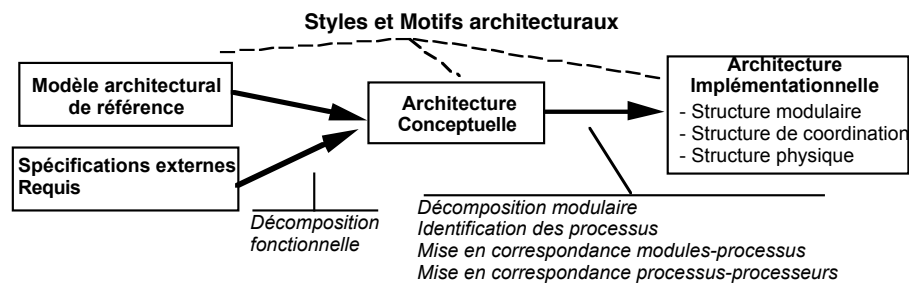 Styles et Motifs architecturaux
Modèle architectural
de référence
Spécifications externes
Requis
Décomposition
fonctionnelle
Architecture
Conceptuelle
Décomposition modulaire
Identification des processus
Mise en correspondance modules-processus
Mise en correspondance processus-processeurs
Architecture
Implémentationnelle
- Structure modulaire
- Structure de coordination
- Structure physique